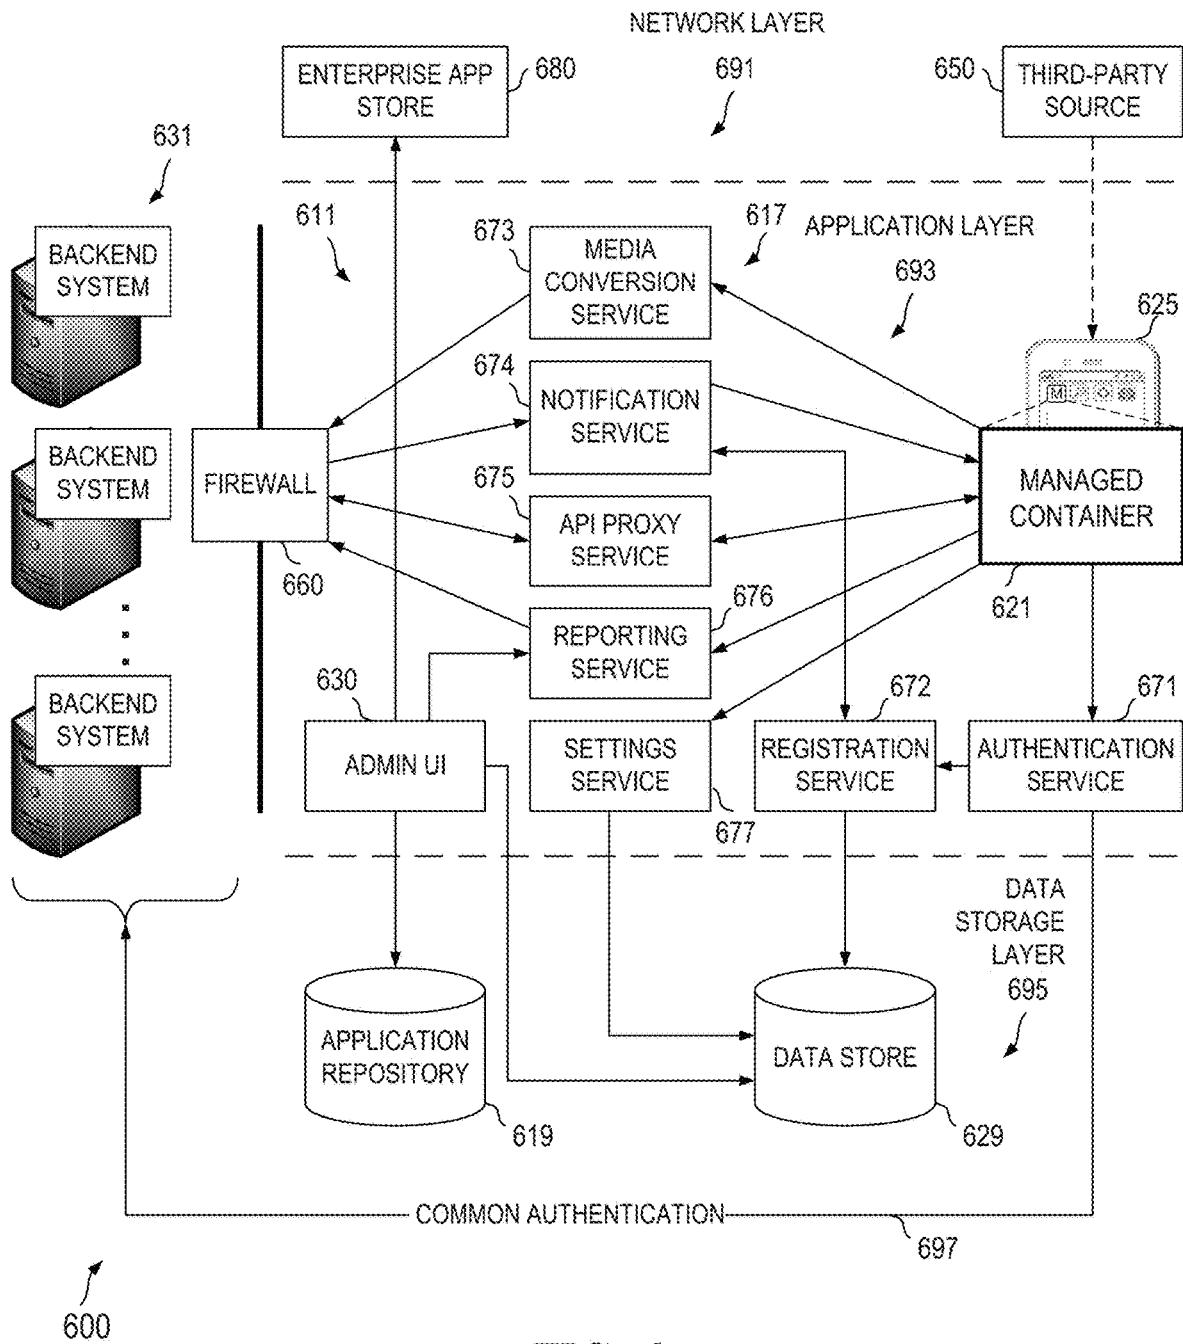 NETWORK LAYER
691
ENTERPRISE APP
STORE
680
650
THIRD-PARTY
SOURCE
631
611
673
MEDIA
CONVERSION
SERVICE
617
APPLICATION LAYER
693
625
BACKEND
SYSTEM
674
NOTIFICATION
SERVICE
M
BACKEND
SYSTEM
FIREWALL
660
675
API PROXY
SERVICE
MANAGED
CONTAINER
621
676
REPORTING
SERVICE
BACKEND
SYSTEM
630
ADMIN UI
SETTINGS
SERVICE
677
672
REGISTRATION
SERVICE
671
AUTHENTICATION
SERVICE
DATA
STORAGE
LAYER
695
APPLICATION
REPOSITORY
619
DATA STORE
629
COMMON AUTHENTICATION
697
600